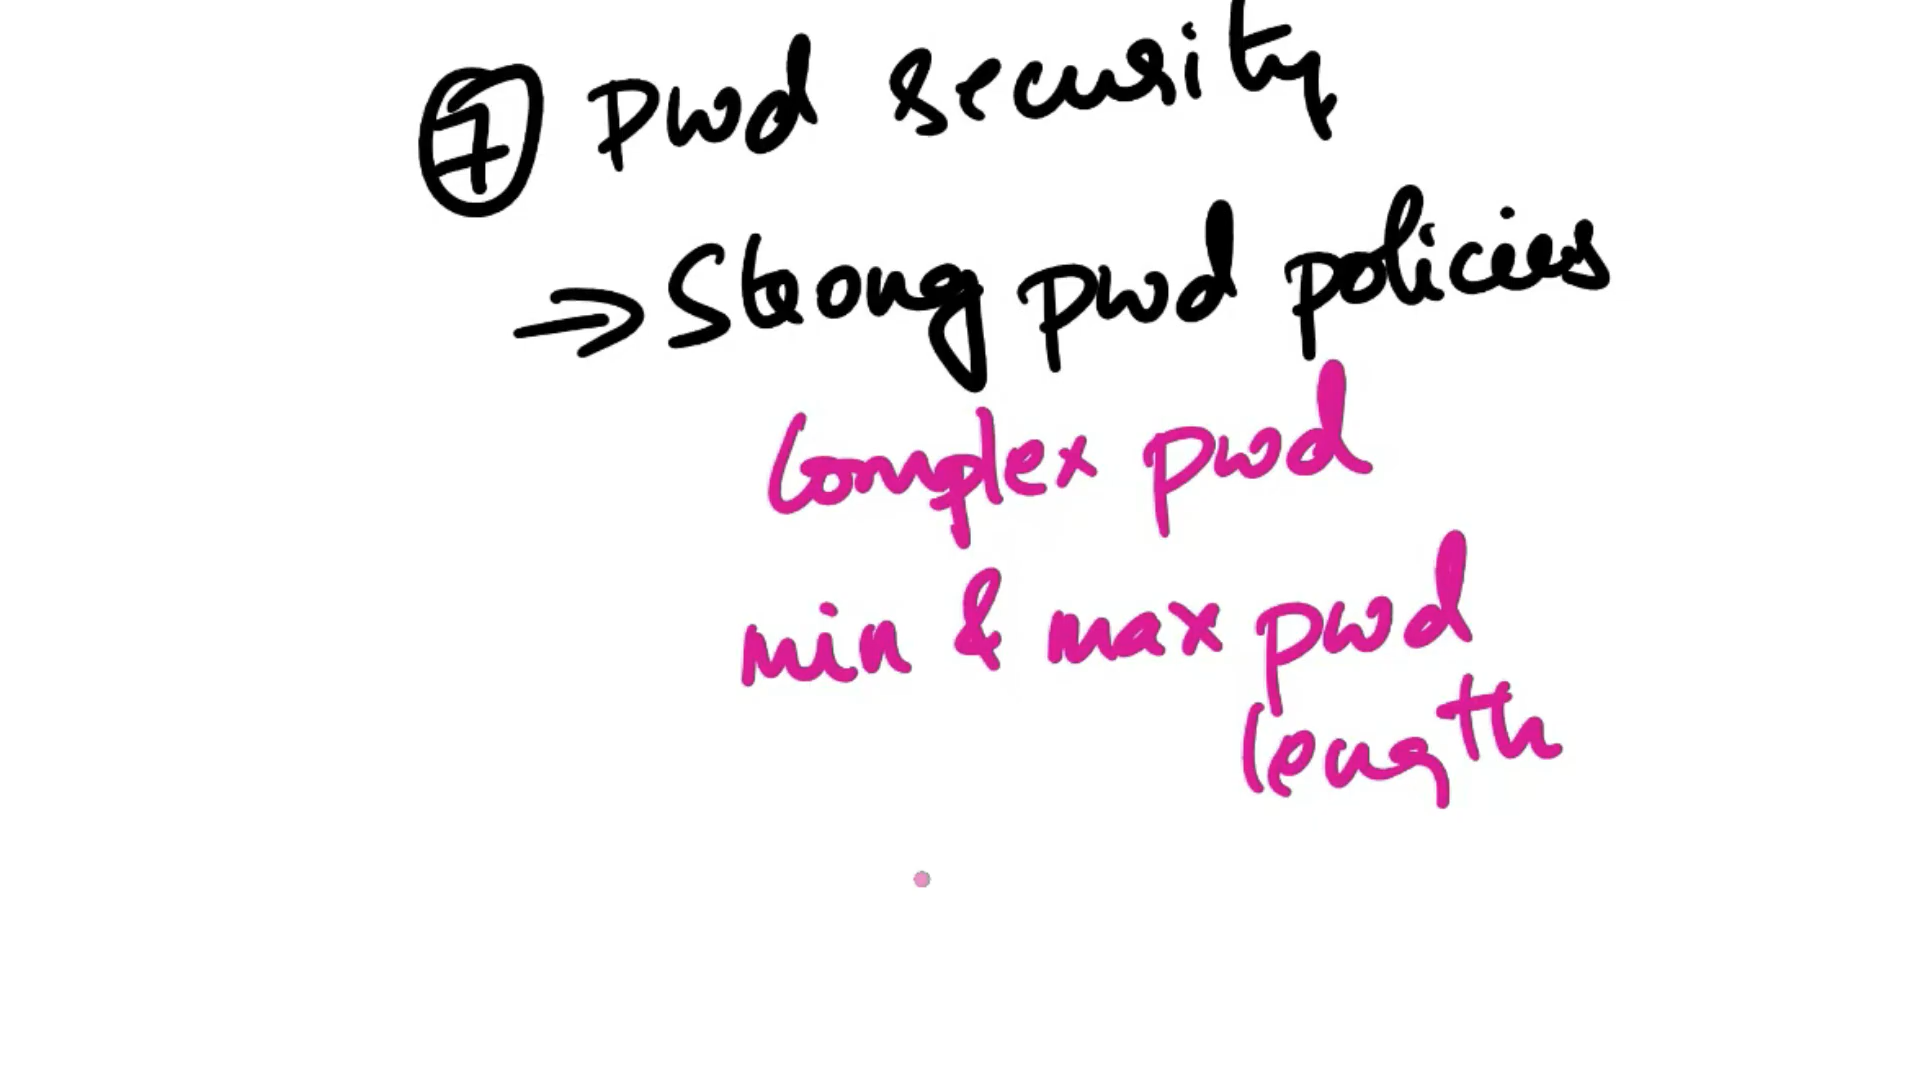 7 pwd security
⇒ Strong pwd policies
Complex pwd
min & max pwd
length